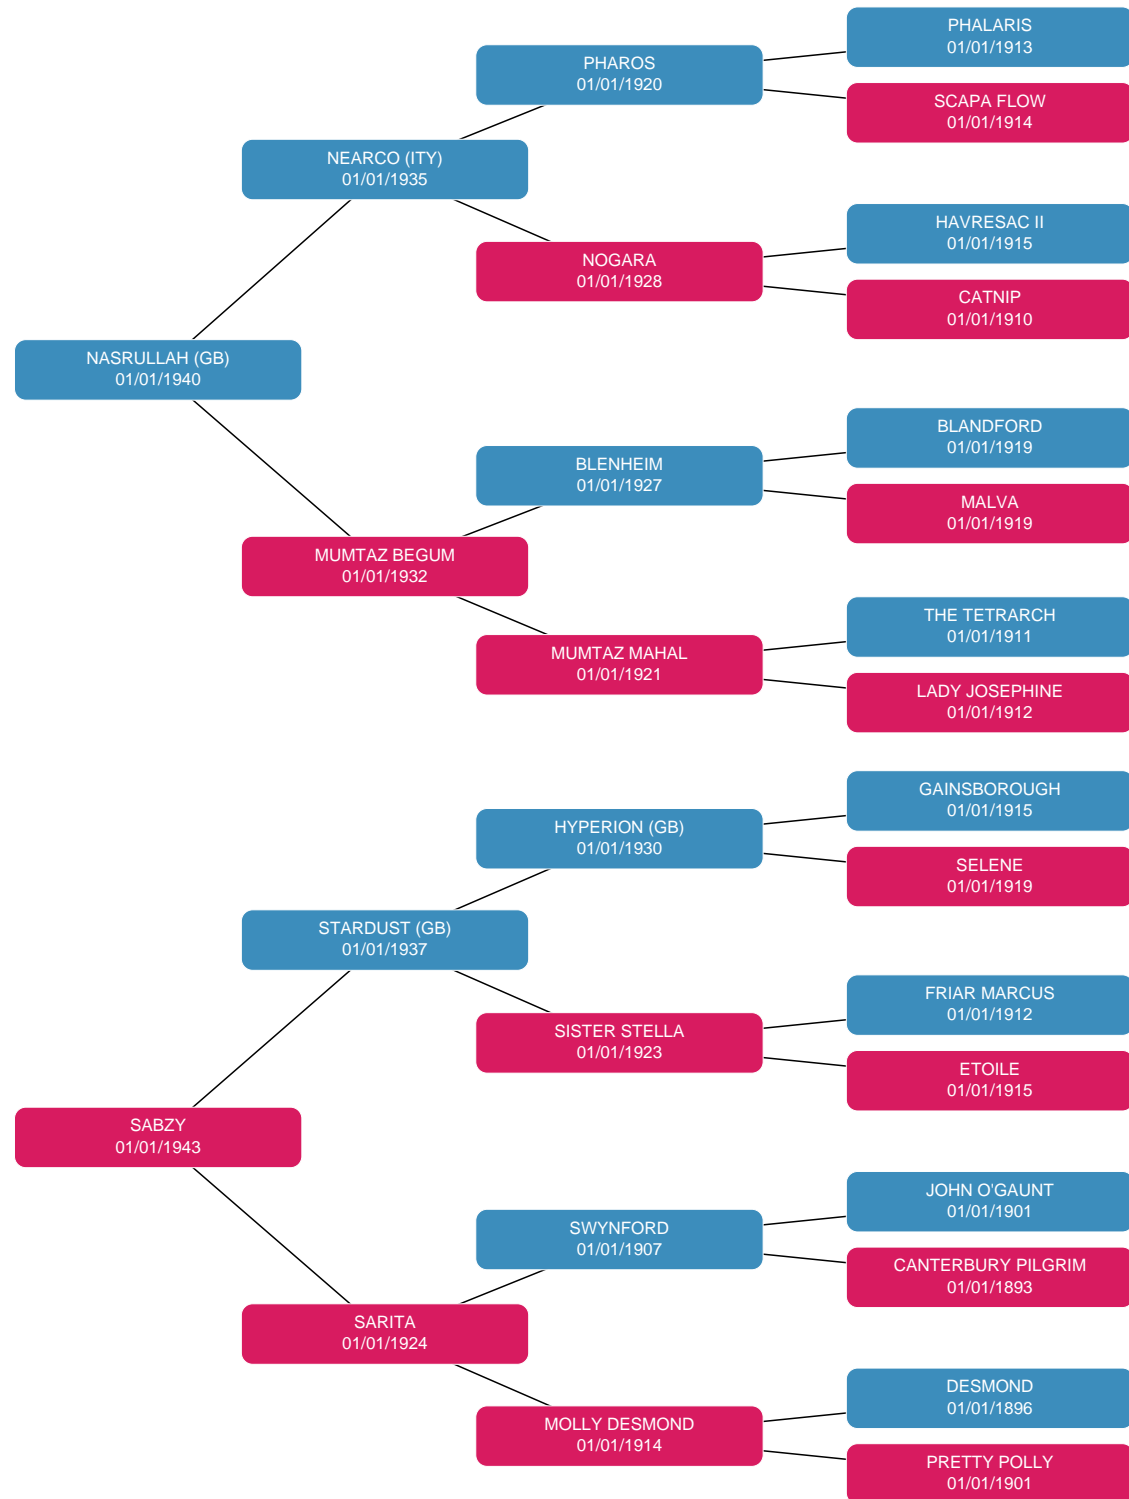 PHALARIS
01/01/1913
PHAROS
01/01/1920
SCAPA FLOW
01/01/1914
NEARCO (ITY)
01/01/1935
HAVRESAC II
01/01/1915
NOGARA
01/01/1928
CATNIP
01/01/1910
NASRULLAH (GB)
01/01/1940
BLANDFORD
01/01/1919
BLENHEIM
01/01/1927
MALVA
01/01/1919
MUMTAZ BEGUM
01/01/1932
THE TETRARCH
01/01/1911
MUMTAZ MAHAL
01/01/1921
LADY JOSEPHINE
01/01/1912
GAINSBOROUGH
01/01/1915
HYPERION (GB)
01/01/1930
SELENE
01/01/1919
STARDUST (GB)
01/01/1937
FRIAR MARCUS
01/01/1912
SISTER STELLA
01/01/1923
ETOILE
01/01/1915
SABZY
01/01/1943
JOHN O'GAUNT
01/01/1901
SWYNFORD
01/01/1907
CANTERBURY PILGRIM
01/01/1893
SARITA
01/01/1924
DESMOND
01/01/1896
MOLLY DESMOND
01/01/1914
PRETTY POLLY
01/01/1901